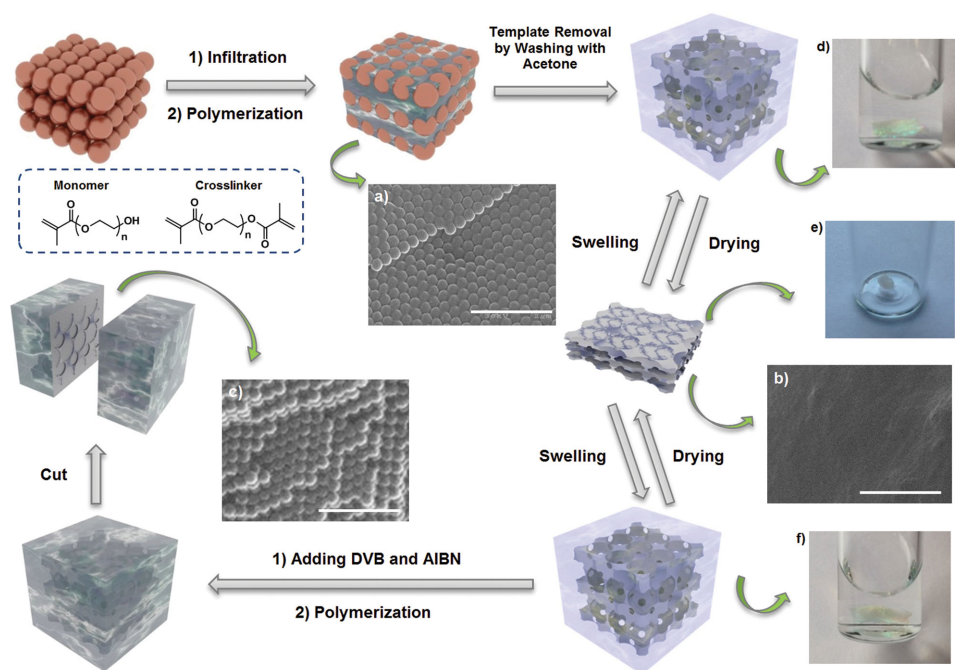 1) Infiltration
2) Polymerization
Template Removal
by Washing with
Acetone
d)
Monomer
Crosslinker
O
O
n
OH
O
O
n
O
O
a)
Swelling
Drying
e)
b)
c)
Swelling
Drying
Cut
1) Adding DVB and AIBN
2) Polymerization
f)